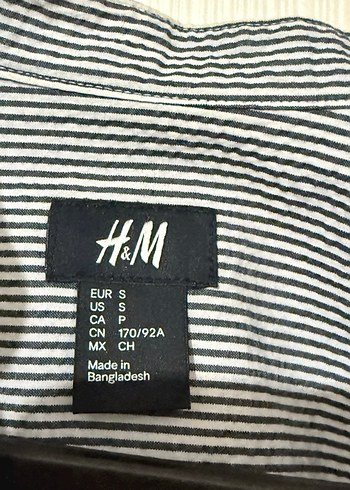 H&M
EUR S
US S
CA P
CN 170/92A
MX CH
Made in
Bangladesh